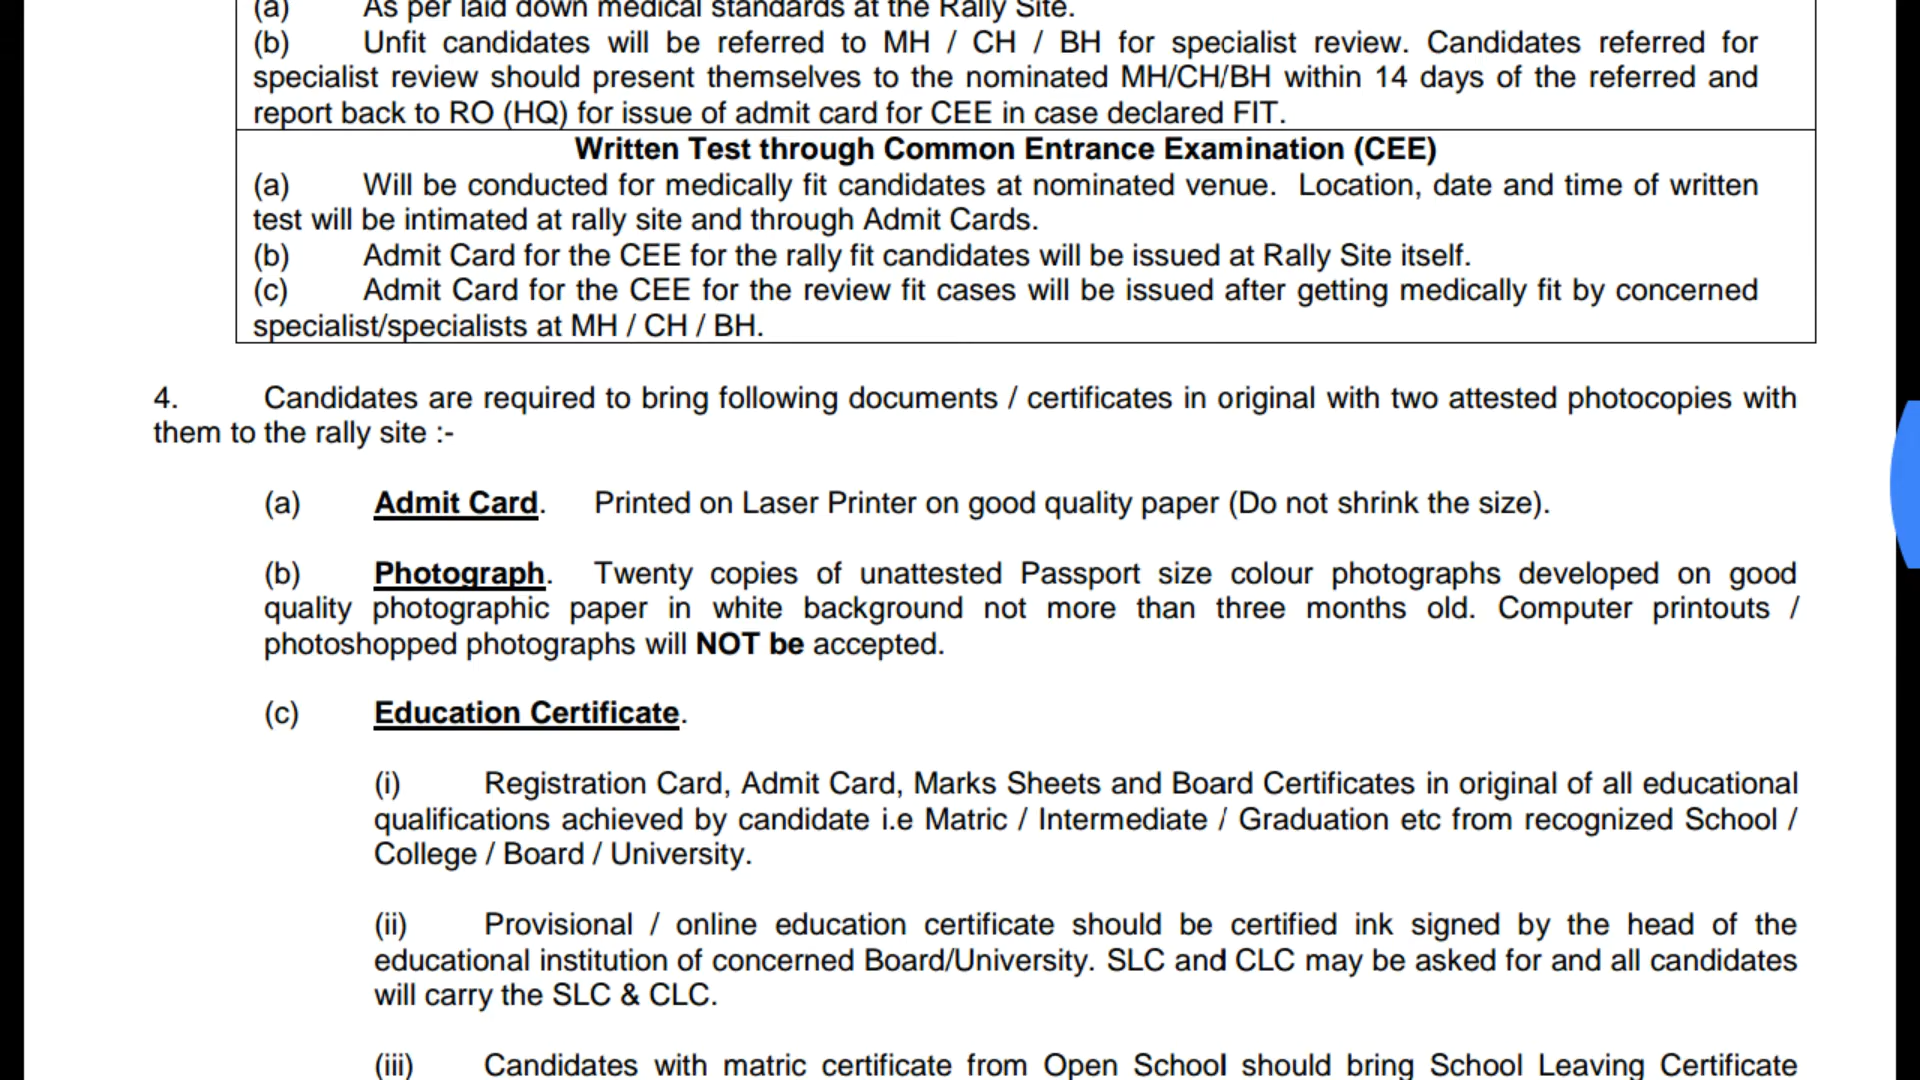 (a) As per laid down medical standards at the Rally Site.
(b) Unfit candidates will be referred to MH / CH / BH for specialist review. Candidates referred for
specialist review should present themselves to the nominated MH/CH/BH within 14 days of the referred and
report back to RO (HQ) for issue of admit card for CEE in case declared FIT.
Written Test through Common Entrance Examination (CEE)
(a) Will be conducted for medically fit candidates at nominated venue. Location, date and time of written
test will be intimated at rally site and through Admit Cards.
(b) Admit Card for the CEE for the rally fit candidates will be issued at Rally Site itself.
(c) Admit Card for the CEE for the review fit cases will be issued after getting medically fit by concerned
specialist/specialists at MH / CH / BH.
4. Candidates are required to bring following documents / certificates in original with two attested photocopies with
them to the rally site :-
(a) Admit Card. Printed on Laser Printer on good quality paper (Do not shrink the size).
(b) Photograph. Twenty copies of unattested Passport size colour photographs developed on good
quality photographic paper in white background not more than three months old. Computer printouts /
photoshopped photographs will NOT be accepted.
(c) Education Certificate.
(i) Registration Card, Admit Card, Marks Sheets and Board Certificates in original of all educational
qualifications achieved by candidate i.e Matric / Intermediate / Graduation etc from recognized School /
College / Board / University.
(ii) Provisional / online education certificate should be certified ink signed by the head of the
educational institution of concerned Board/University. SLC and CLC may be asked for and all candidates
will carry the SLC & CLC.
(iii) Candidates with matric certificate from Open School should bring School Leaving Certificate